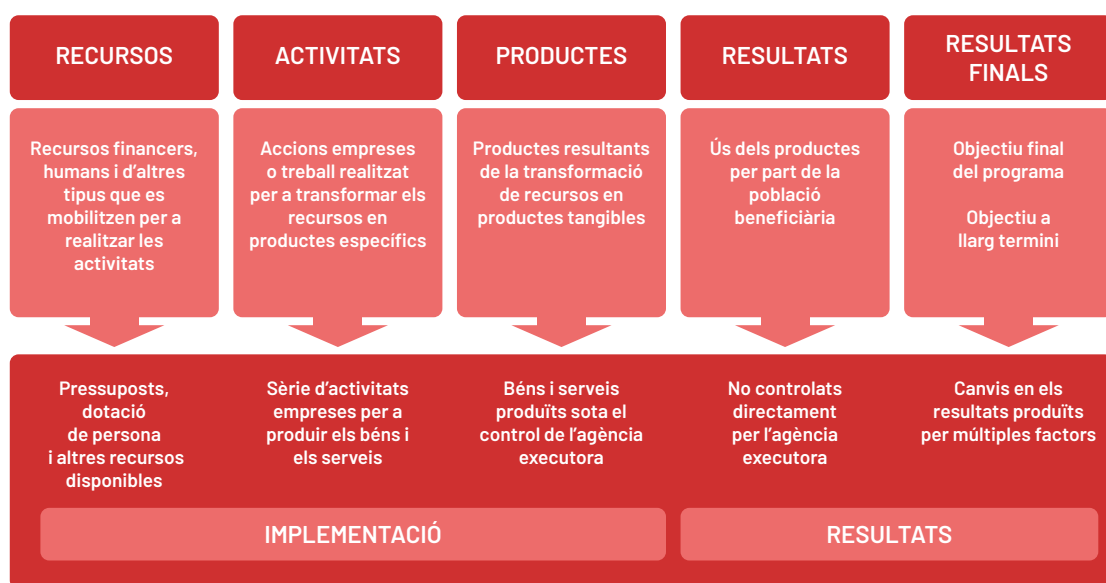 RECURSOS
ACTIVITATS
PRODUCTES
RESULTATS
RESULTATS
FINALS
Recursos financers,
humans i d'altres
tipus que es
mobilitzen per a
realitzar les
activitats
Accions empreses
o treball realitzat
per a transformar els
recursos en
productes específics
Productes resultants
de la transformació
de recursos en
productes tangibles
Ús dels productes
per part de la
població
beneficiària
Objectiu final
del programa
Objectiu a
llarg termini
Pressuposts,
dotació
de persona
i altres recursos
disponibles
Sèrie d'activitats
empreses per a
produir els béns i
els serveis
Béns i serveis
produïts sota el
control de l'agència
executora
No controlats
directament
per l'agència
executora
Canvis en els
resultats produïts
per múltiples factors
IMPLEMENTACIÓ
RESULTATS